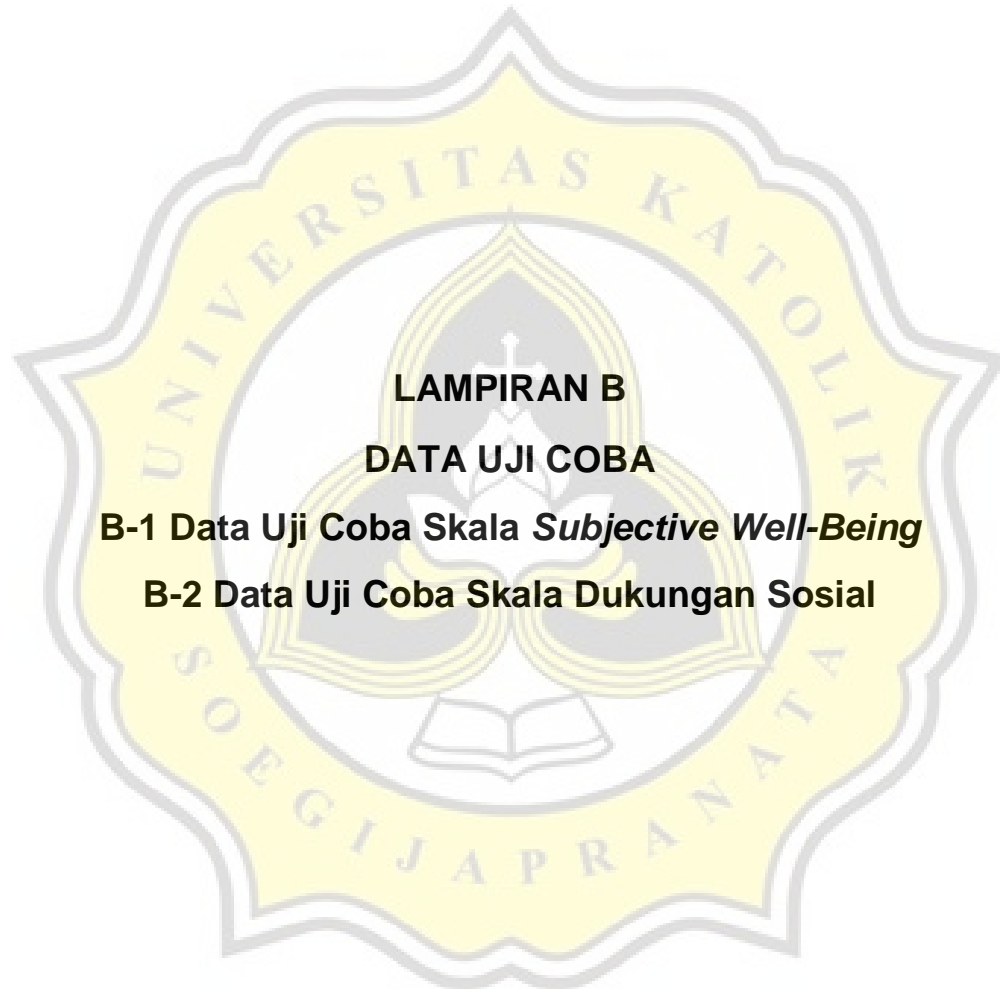 UNIVERSITAS KATOLIK
LAMPIRAN B
DATA UJI COBA
B-1 Data Uji Coba Skala Subjective Well-Being
B-2 Data Uji Coba Skala Dukungan Sosial
SOEGIJAPRANATA